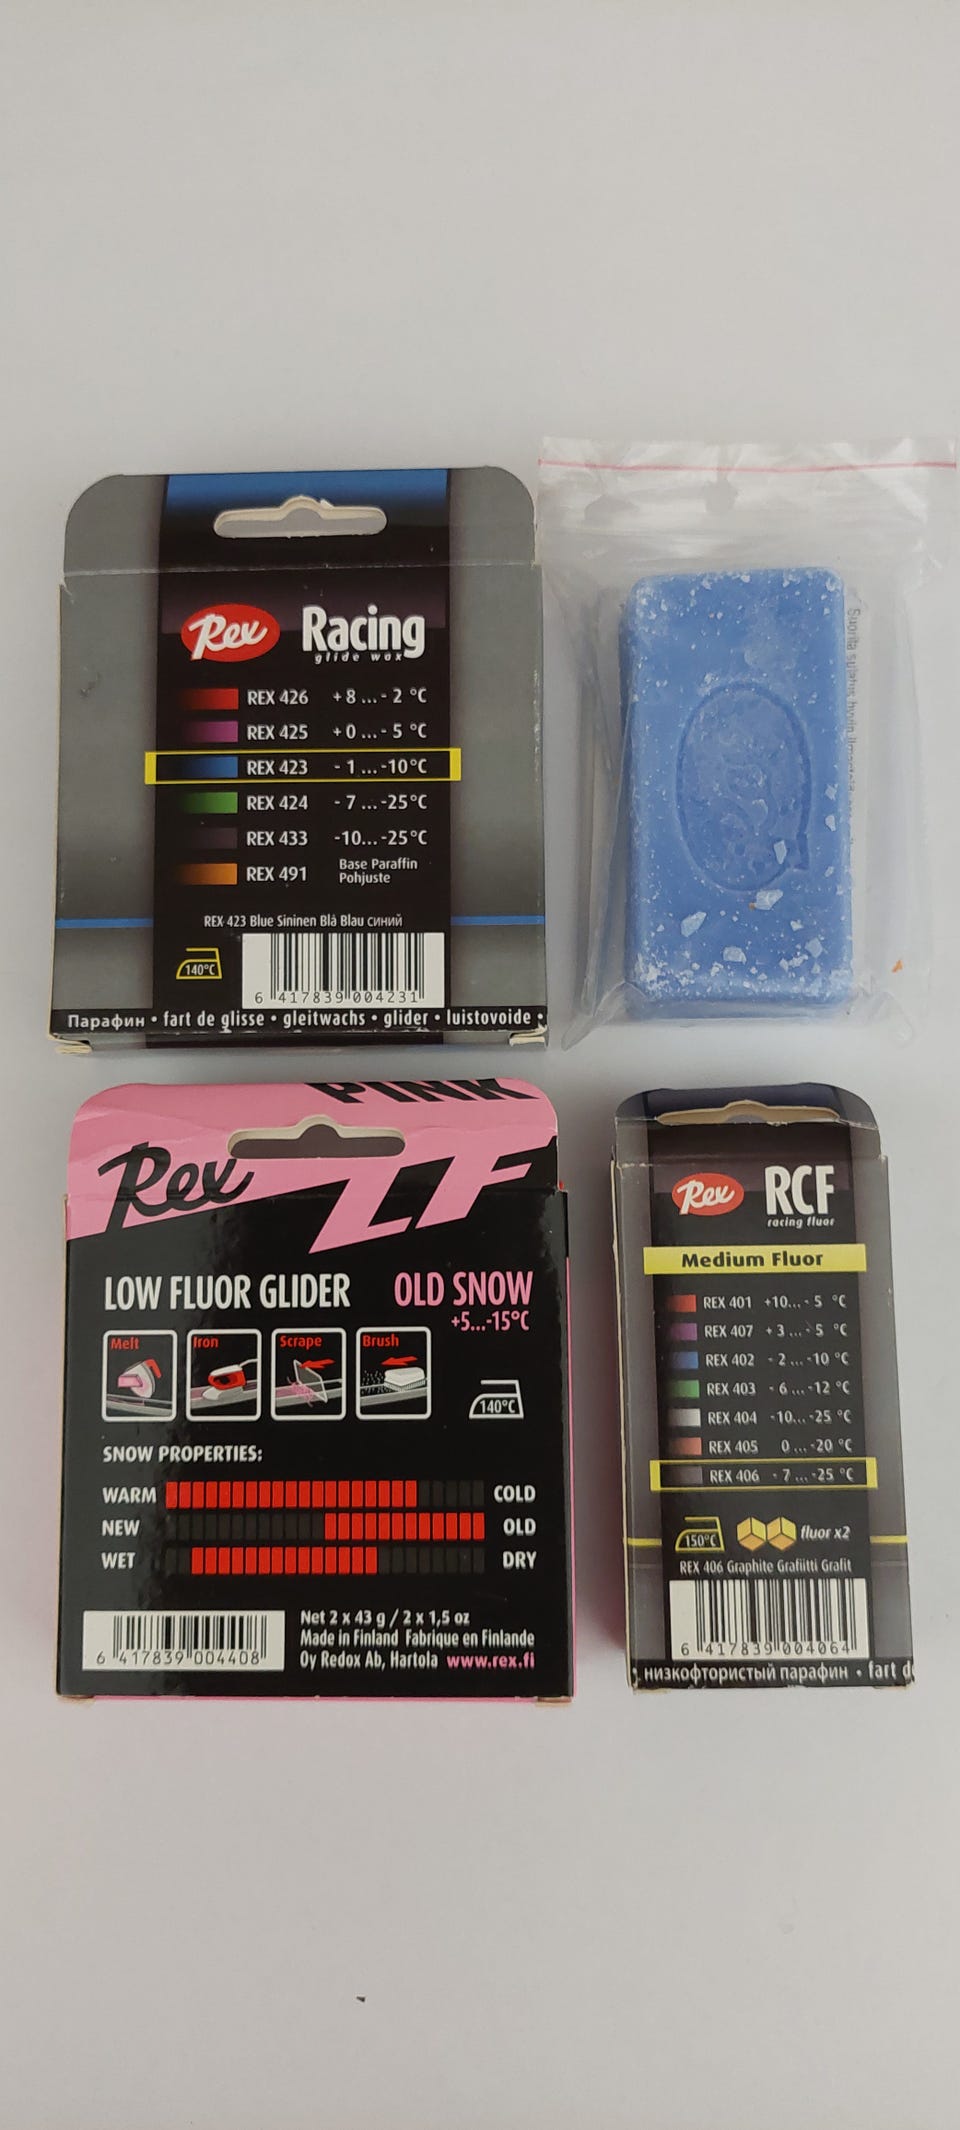 Rex Racing
glide wax
REX 426 +8 ... -2 °C
REX 425 +0 ... -5 °C
REX 423 -1 ... -10°C
REX 424 -7 ... -25°C
REX 433 -10... -25°C
REX 491 Base Paraffin
Pohjuste
REX 423 Blue Sininen Blå Blau синий
140°C
6 417839 004231
Парафин • fart de glisse • gleitwachs • glider • luistovoide •
PINK
Rex LF
LOW FLUOR GLIDER OLD SNOW
+5...-15°C
Melt Iron Scrape Brush
140°C
SNOW PROPERTIES:
WARM COLD
NEW OLD
WET DRY
Net 2 x 43 g / 2 x 1,5 oz
Made in Finland Fabrique en Finlande
Oy Redox Ab, Hartola www.rex.fi
6 417839 004408
Rex RCF
racing fluor
Medium Fluor
REX 401 +10... -5 °C
REX 407 +3 ... -5 °C
REX 402 -2 ... -10 °C
REX 403 -6 ... -12 °C
REX 404 -10... -25 °C
REX 405 0 ... -20 °C
REX 406 -7 ... -25 °C
150°C fluor x2
REX 406 Graphite Grafiitti Grafit
6 417839 004064
• низкофтористый парафин • fart d